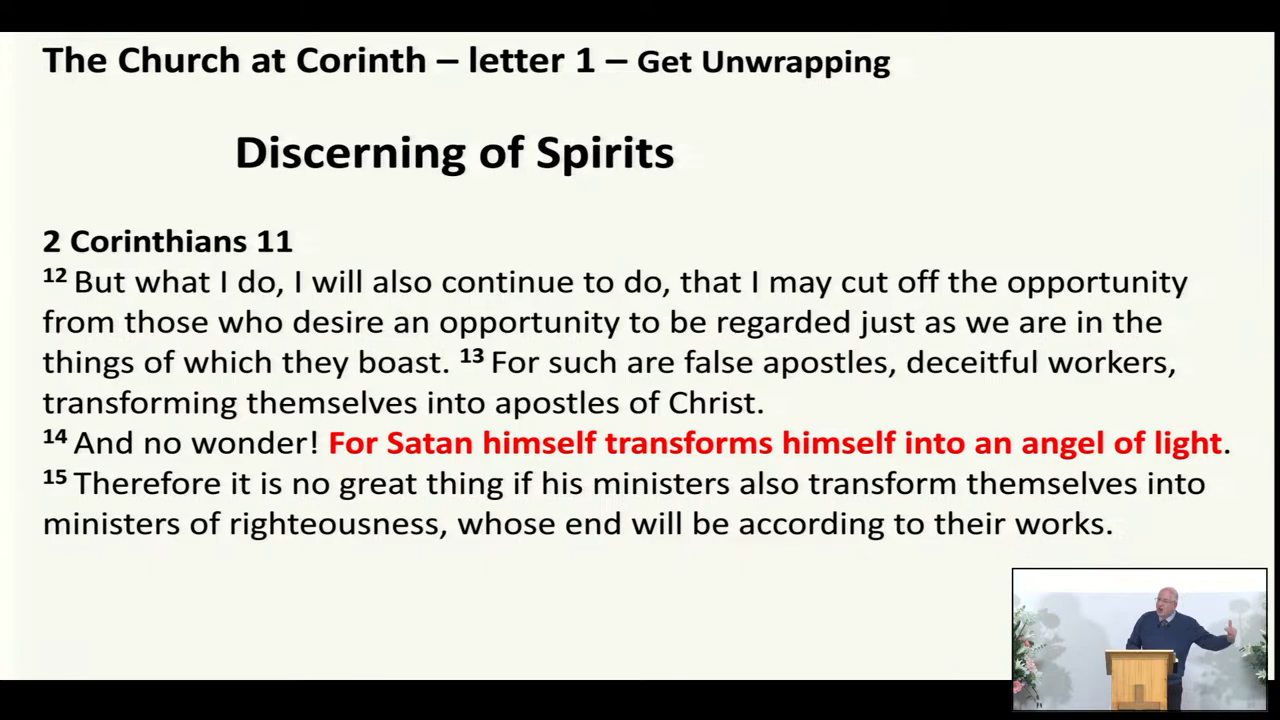 The Church at Corinth – letter 1 – Get Unwrapping
Discerning of Spirits
2 Corinthians 11
12 But what I do, I will also continue to do, that I may cut off the opportunity
from those who desire an opportunity to be regarded just as we are in the
things of which they boast. 13 For such are false apostles, deceitful workers,
transforming themselves into apostles of Christ.
14 And no wonder! For Satan himself transforms himself into an angel of light.
15 Therefore it is no great thing if his ministers also transform themselves into
ministers of righteousness, whose end will be according to their works.